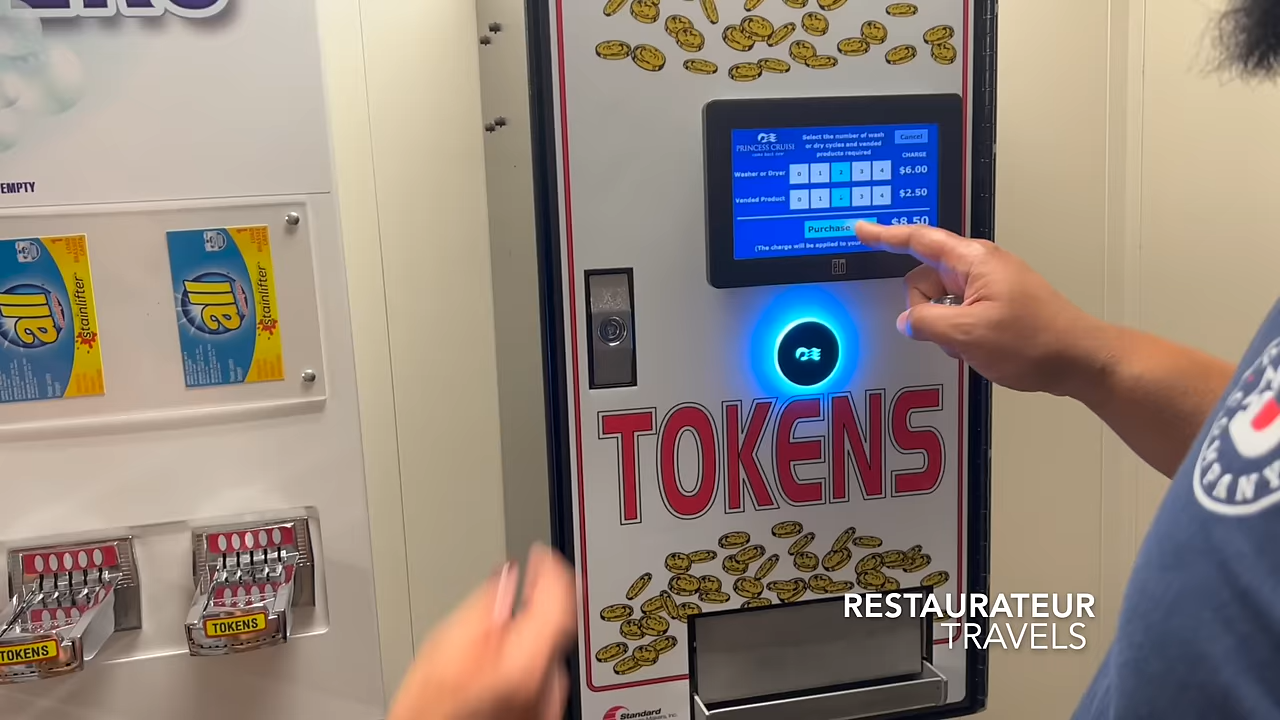 EMPTY
all
stainlifter
all
stainlifter
TOKENS
TOKENS
PRINCESS CRUISE
Select the number of wash
or dry cycles and vended
products required
Cancel
CHARGE
Washer or Dryer 0 1 2 3 4 $6.00
Vended Product 0 1 2 3 4 $2.50
Purchase $8.50
(The charge will be applied to your
TOKENS
Standard
RESTAURATEUR
TRAVELS
MPANY